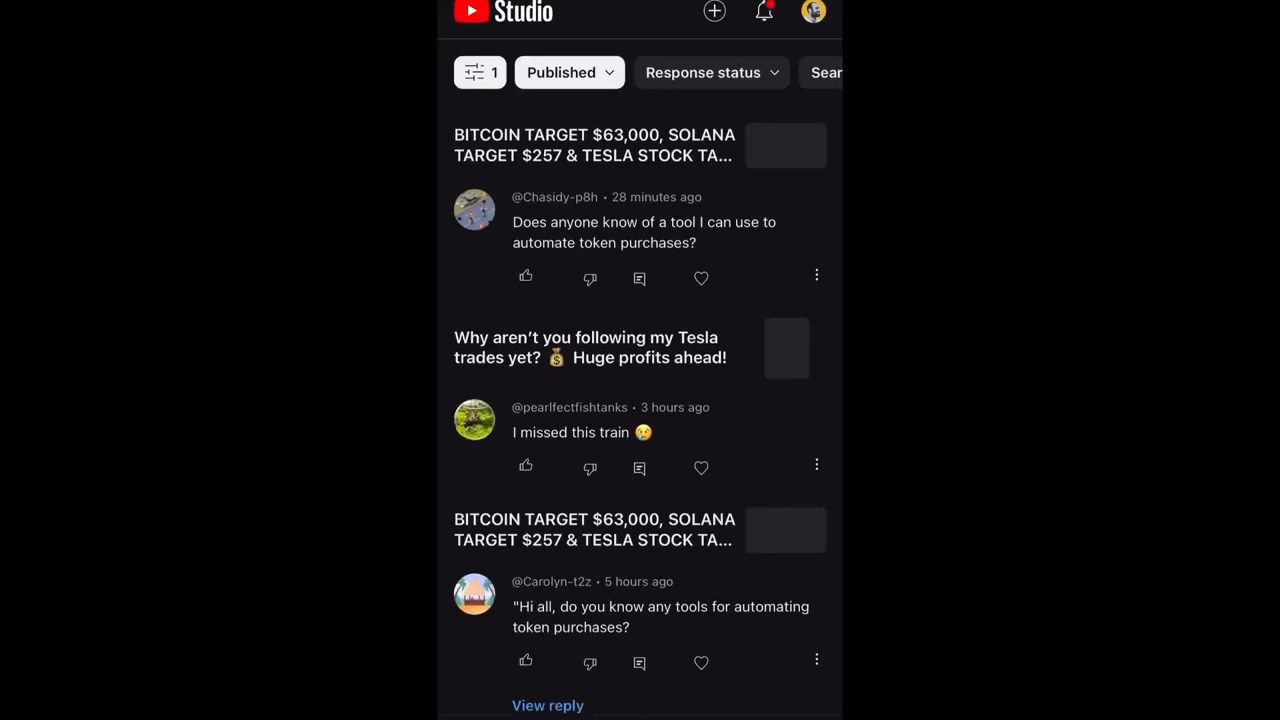 Studio
1 Published Response status Sear
BITCOIN TARGET $63,000, SOLANA
TARGET $257 & TESLA STOCK TA...
@Chasidy-p8h • 28 minutes ago
Does anyone know of a tool I can use to
automate token purchases?
Why aren’t you following my Tesla
trades yet? 💰 Huge profits ahead!
@pearlfectfishtanks • 3 hours ago
I missed this train 😢
BITCOIN TARGET $63,000, SOLANA
TARGET $257 & TESLA STOCK TA...
@Carolyn-t2z • 5 hours ago
"Hi all, do you know any tools for automating
token purchases?
View reply